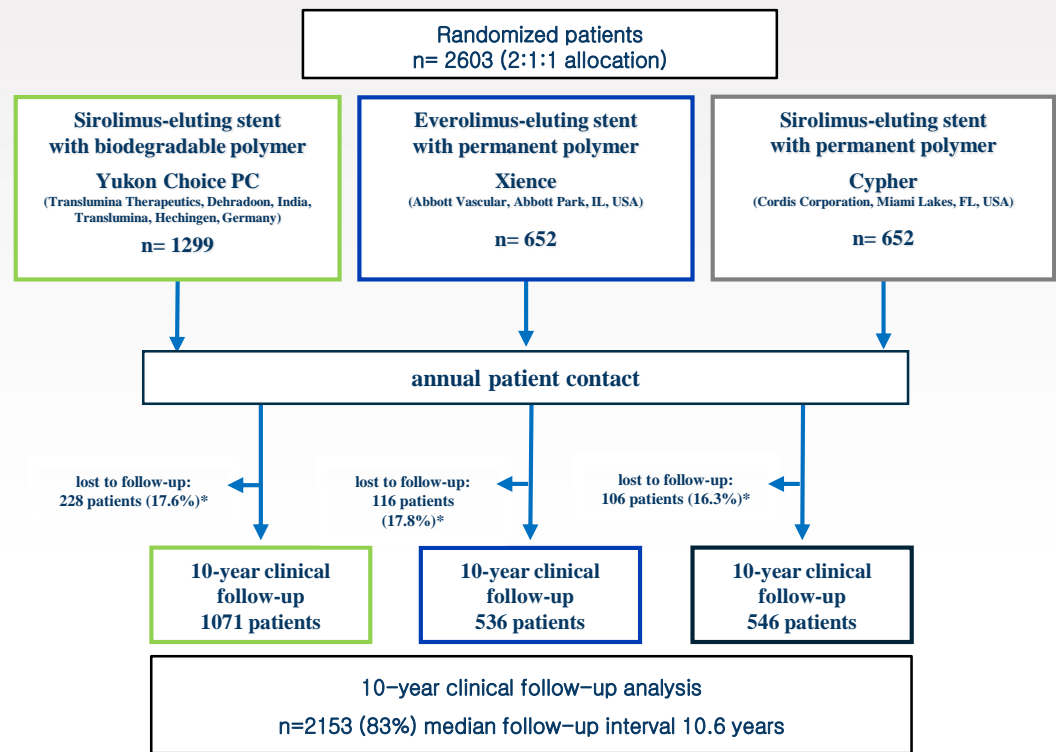 Randomized patients
n= 2603 (2:1:1 allocation)
Sirolimus-eluting stent
with biodegradable polymer
Yukon Choice PC
(Translumina Therapeutics, Dehradoon, India,
Translumina, Hechingen, Germany)
n= 1299
Everolimus-eluting stent
with permanent polymer
Xience
(Abbott Vascular, Abbott Park, IL, USA)
n= 652
Sirolimus-eluting stent
with permanent polymer
Cypher
(Cordis Corporation, Miami Lakes, FL, USA)
n= 652
annual patient contact
lost to follow-up:
228 patients (17.6%)*
lost to follow-up:
116 patients
(17.8%)*
lost to follow-up:
106 patients (16.3%)*
10-year clinical
follow-up
1071 patients
10-year clinical
follow-up
536 patients
10-year clinical
follow-up
546 patients
10-year clinical follow-up analysis
n=2153 (83%) median follow-up interval 10.6 years